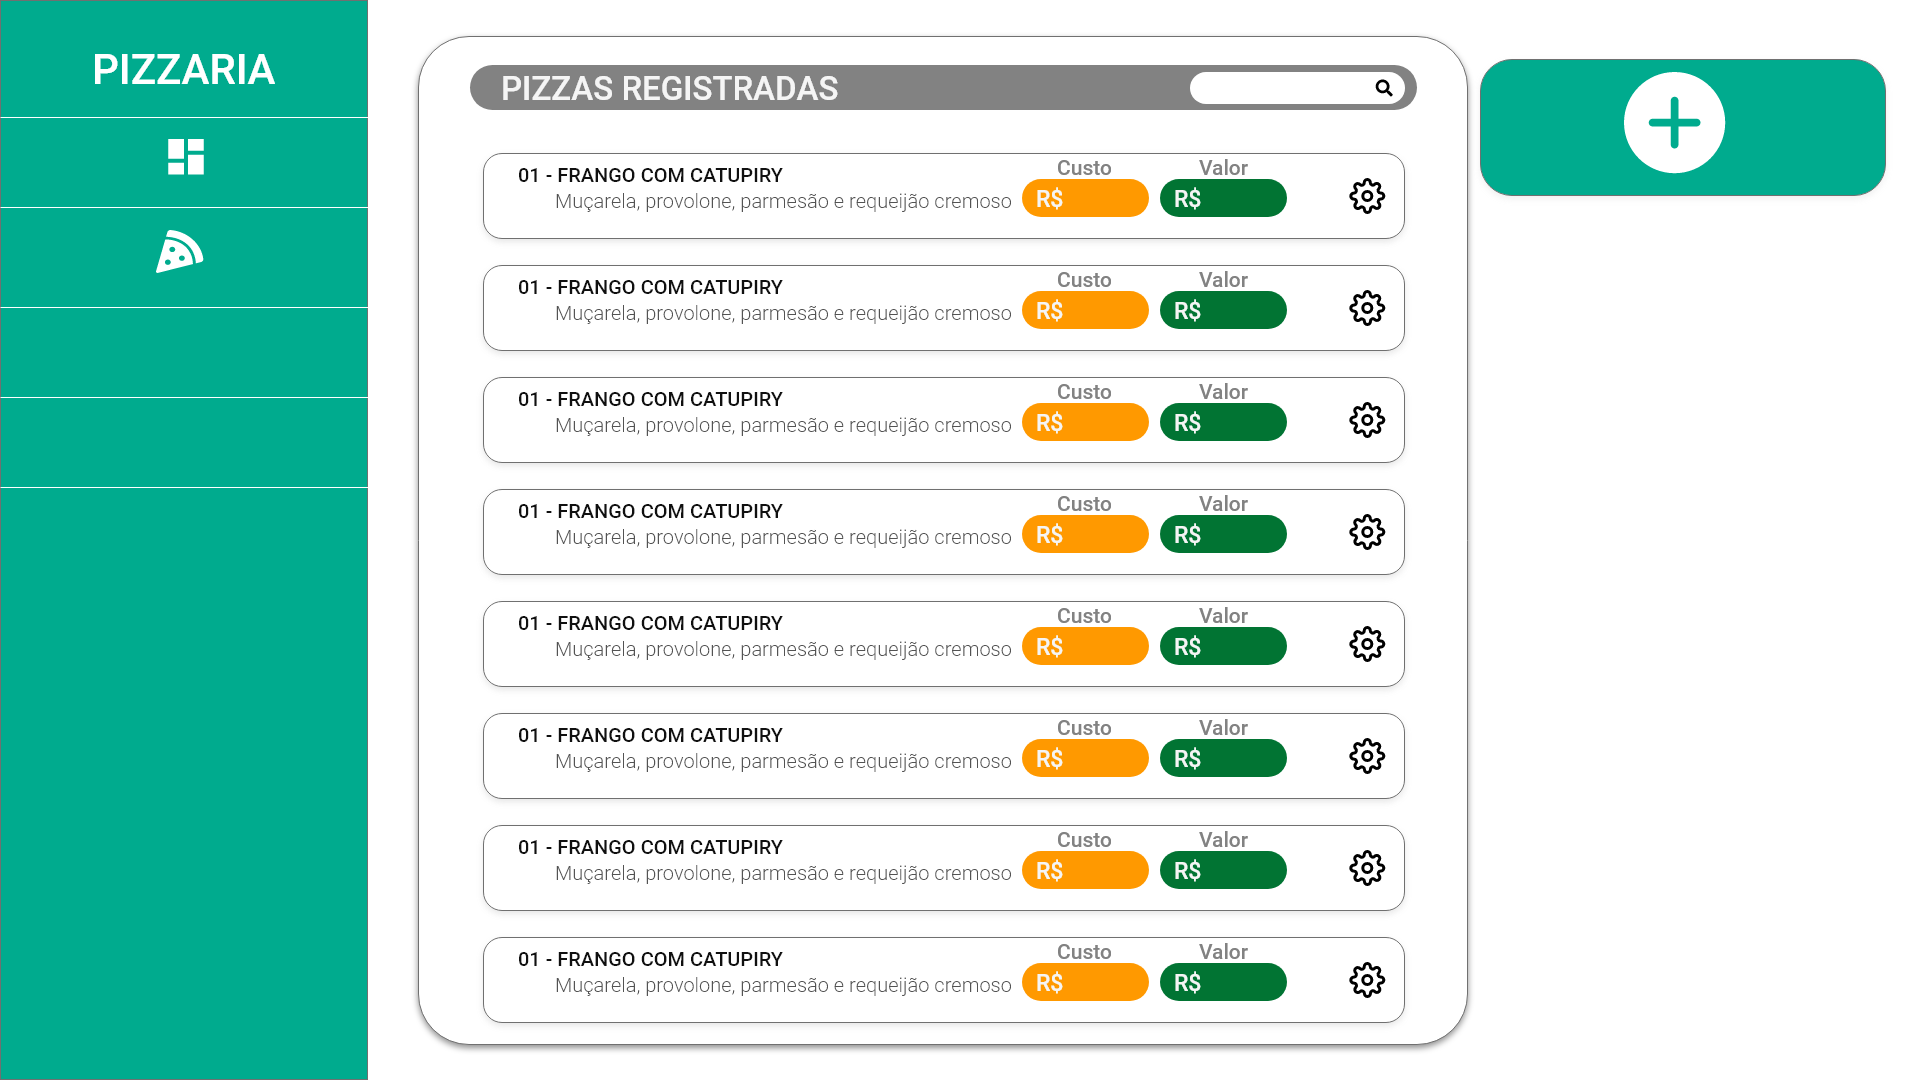 PIZZARIA
PIZZAS REGISTRADAS
01 - FRANGO COM CATUPIRY
Muçarela, provolone, parmesão e requeijão cremoso
Custo
R$
Valor
R$
01 - FRANGO COM CATUPIRY
Muçarela, provolone, parmesão e requeijão cremoso
Custo
R$
Valor
R$
01 - FRANGO COM CATUPIRY
Muçarela, provolone, parmesão e requeijão cremoso
Custo
R$
Valor
R$
01 - FRANGO COM CATUPIRY
Muçarela, provolone, parmesão e requeijão cremoso
Custo
R$
Valor
R$
01 - FRANGO COM CATUPIRY
Muçarela, provolone, parmesão e requeijão cremoso
Custo
R$
Valor
R$
01 - FRANGO COM CATUPIRY
Muçarela, provolone, parmesão e requeijão cremoso
Custo
R$
Valor
R$
01 - FRANGO COM CATUPIRY
Muçarela, provolone, parmesão e requeijão cremoso
Custo
R$
Valor
R$
01 - FRANGO COM CATUPIRY
Muçarela, provolone, parmesão e requeijão cremoso
Custo
R$
Valor
R$